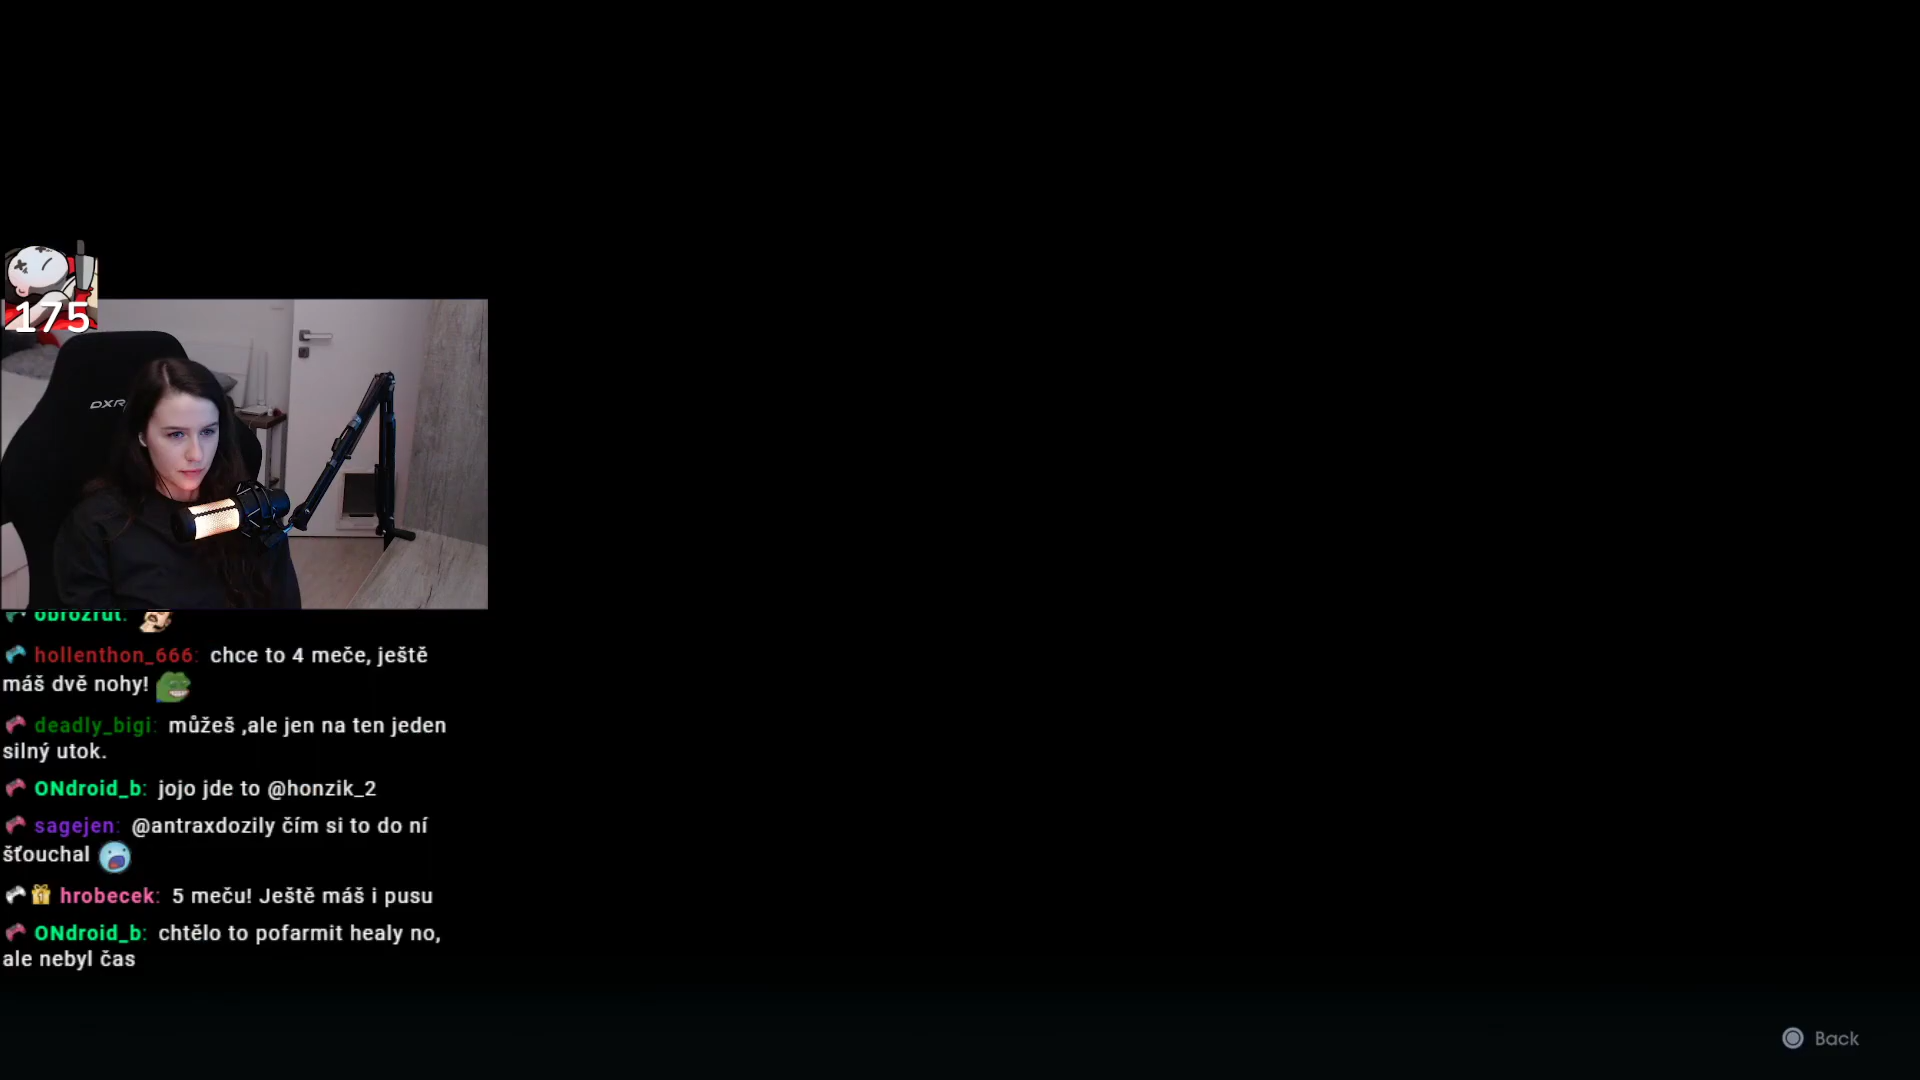 175
DXR
obrozrut:
hollenthon_666: chce to 4 meče, ještě
máš dvě nohy!
deadly_bigi: můžeš ,ale jen na ten jeden
silný utok.
ONdroid_b: jojo jde to @honzik_2
sagejen: @antraxdozily čím si to do ní
šťouchal
hrobecek: 5 meču! Ještě máš i pusu
ONdroid_b: chtělo to pofarmit healy no,
ale nebyl čas
Back